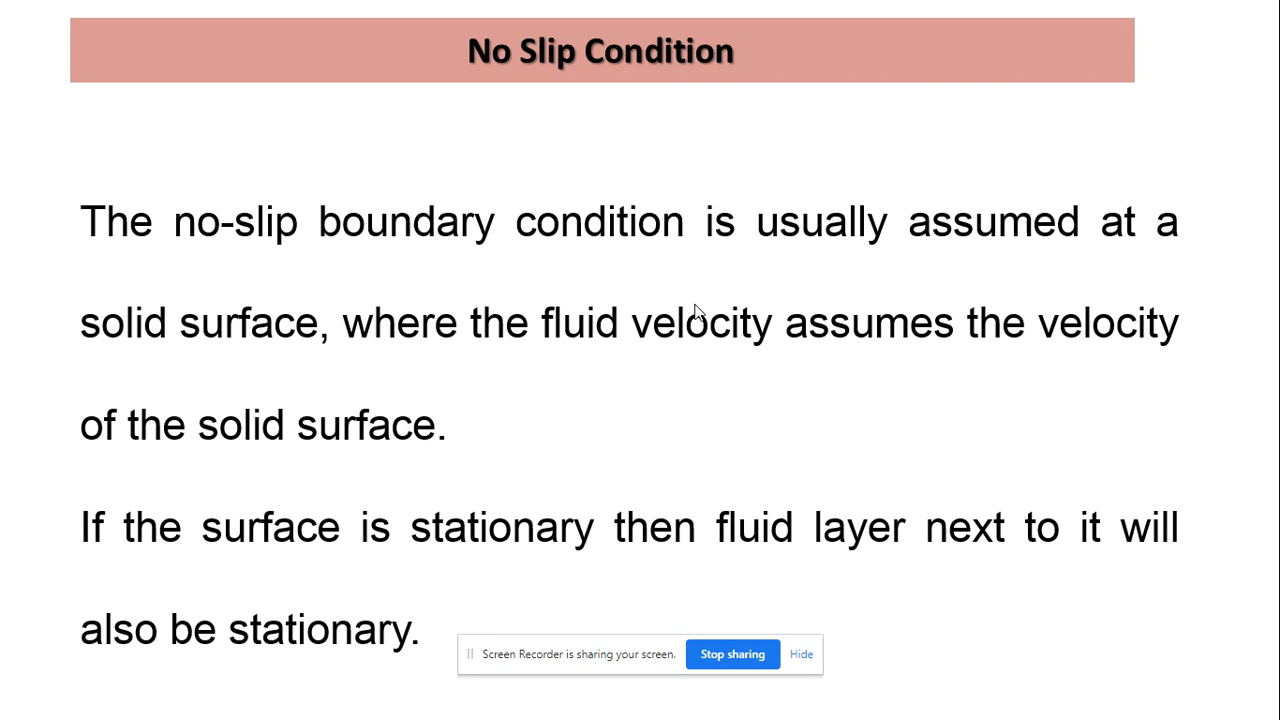 No Slip Condition
The no-slip boundary condition is usually assumed at a
solid surface, where the fluid velocity assumes the velocity
of the solid surface.
If the surface is stationary then fluid layer next to it will
also be stationary.
Screen Recorder is sharing your screen. Stop sharing Hide